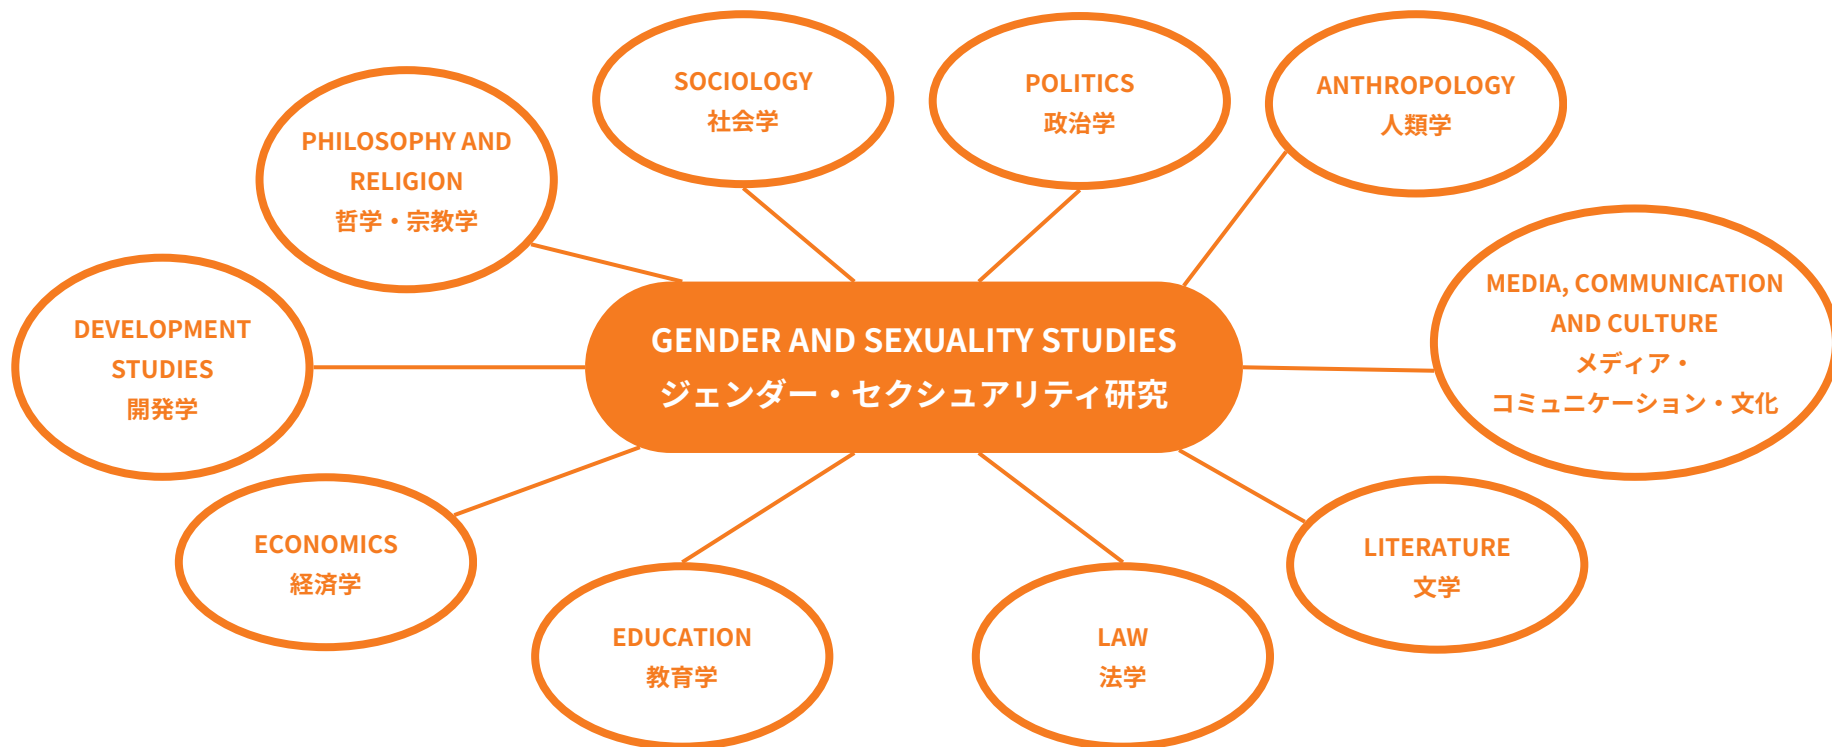 SOCIOLOGY
社会学
POLITICS
政治学
ANTHROPOLOGY
人類学
PHILOSOPHY AND
RELIGION
哲学・宗教学
MEDIA, COMMUNICATION
AND CULTURE
メディア・
コミュニケーション・文化
DEVELOPMENT
STUDIES
開発学
GENDER AND SEXUALITY STUDIES
ジェンダー・セクシュアリティ研究
ECONOMICS
経済学
LITERATURE
文学
EDUCATION
教育学
LAW
法学